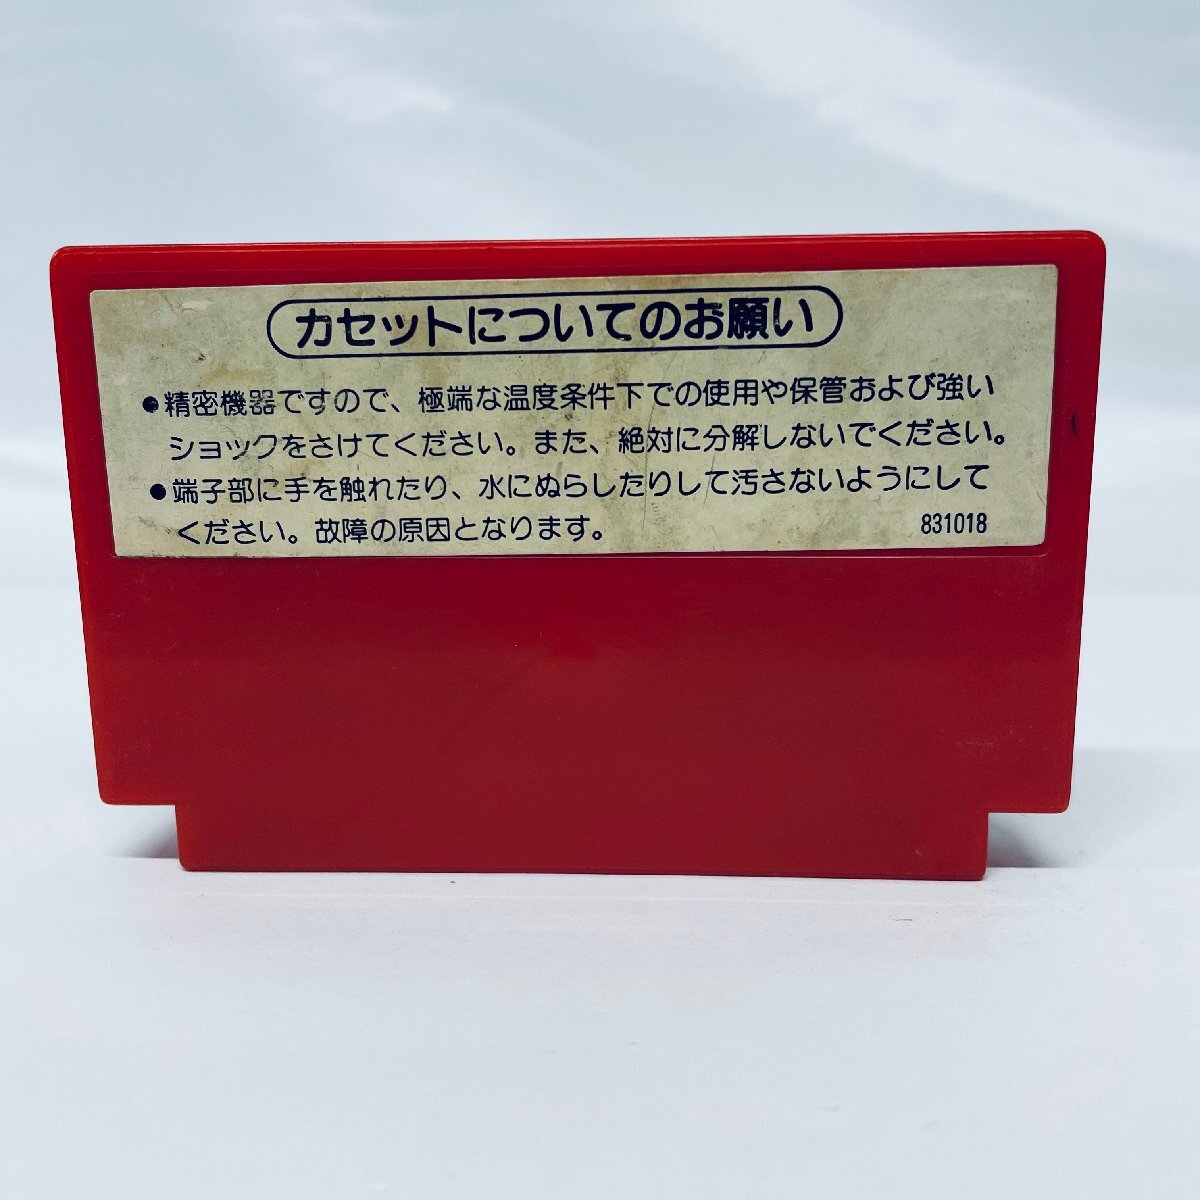 カセットについてのお願い
●精密機器ですので、極端な温度条件下での使用や保管および強い
ショックをさけてください。また、絶対に分解しないでください。
●端子部に手を触れたり、水にぬらしたりして汚さないようにして
ください。故障の原因となります。 831018